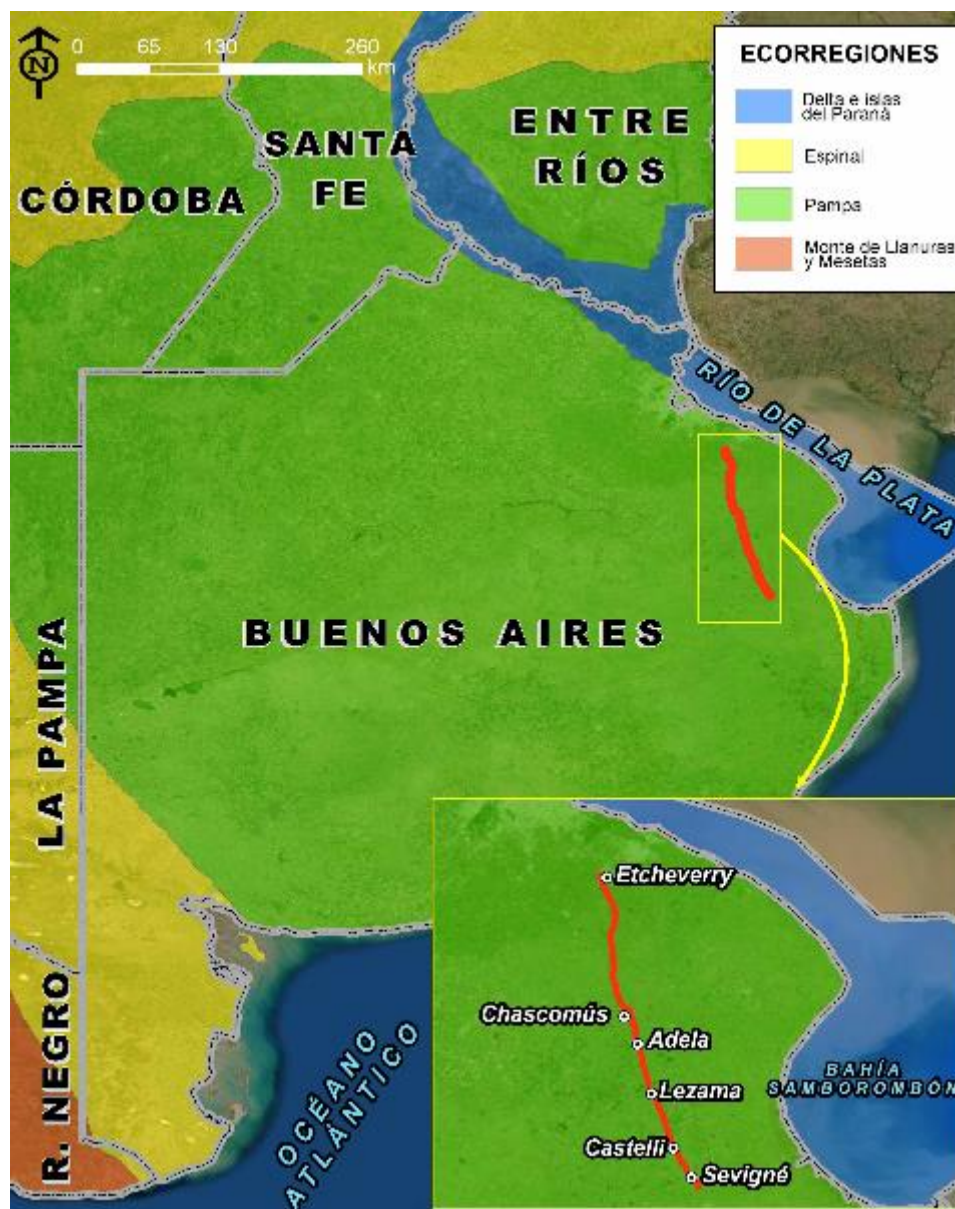 N
0 65 130 260
km
ECORREGIONES
Delta e islas
del Paraná
Espinal
Pampa
Monte de Llanuras
y Mesetas
ENTRE
RÍOS
SANTA
FE
CÓRDOBA
RÍO DE LA PLATA
BUENOS AIRES
LA PAMPA
R. NEGRO
OCÉANO
ATLÁNTICO
Etcheverry
Chascomús
Adela
Lezama
Castelli
Sevigné
BAHÍA
SAMBOROMBÓN